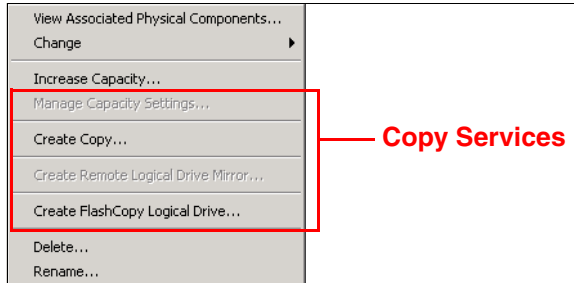 View Associated Physical Components...
Change
Increase Capacity...
Manage Capacity Settings...
Create Copy...
Copy Services
Create Remote Logical Drive Mirror...
Create FlashCopy Logical Drive...
Delete...
Rename...